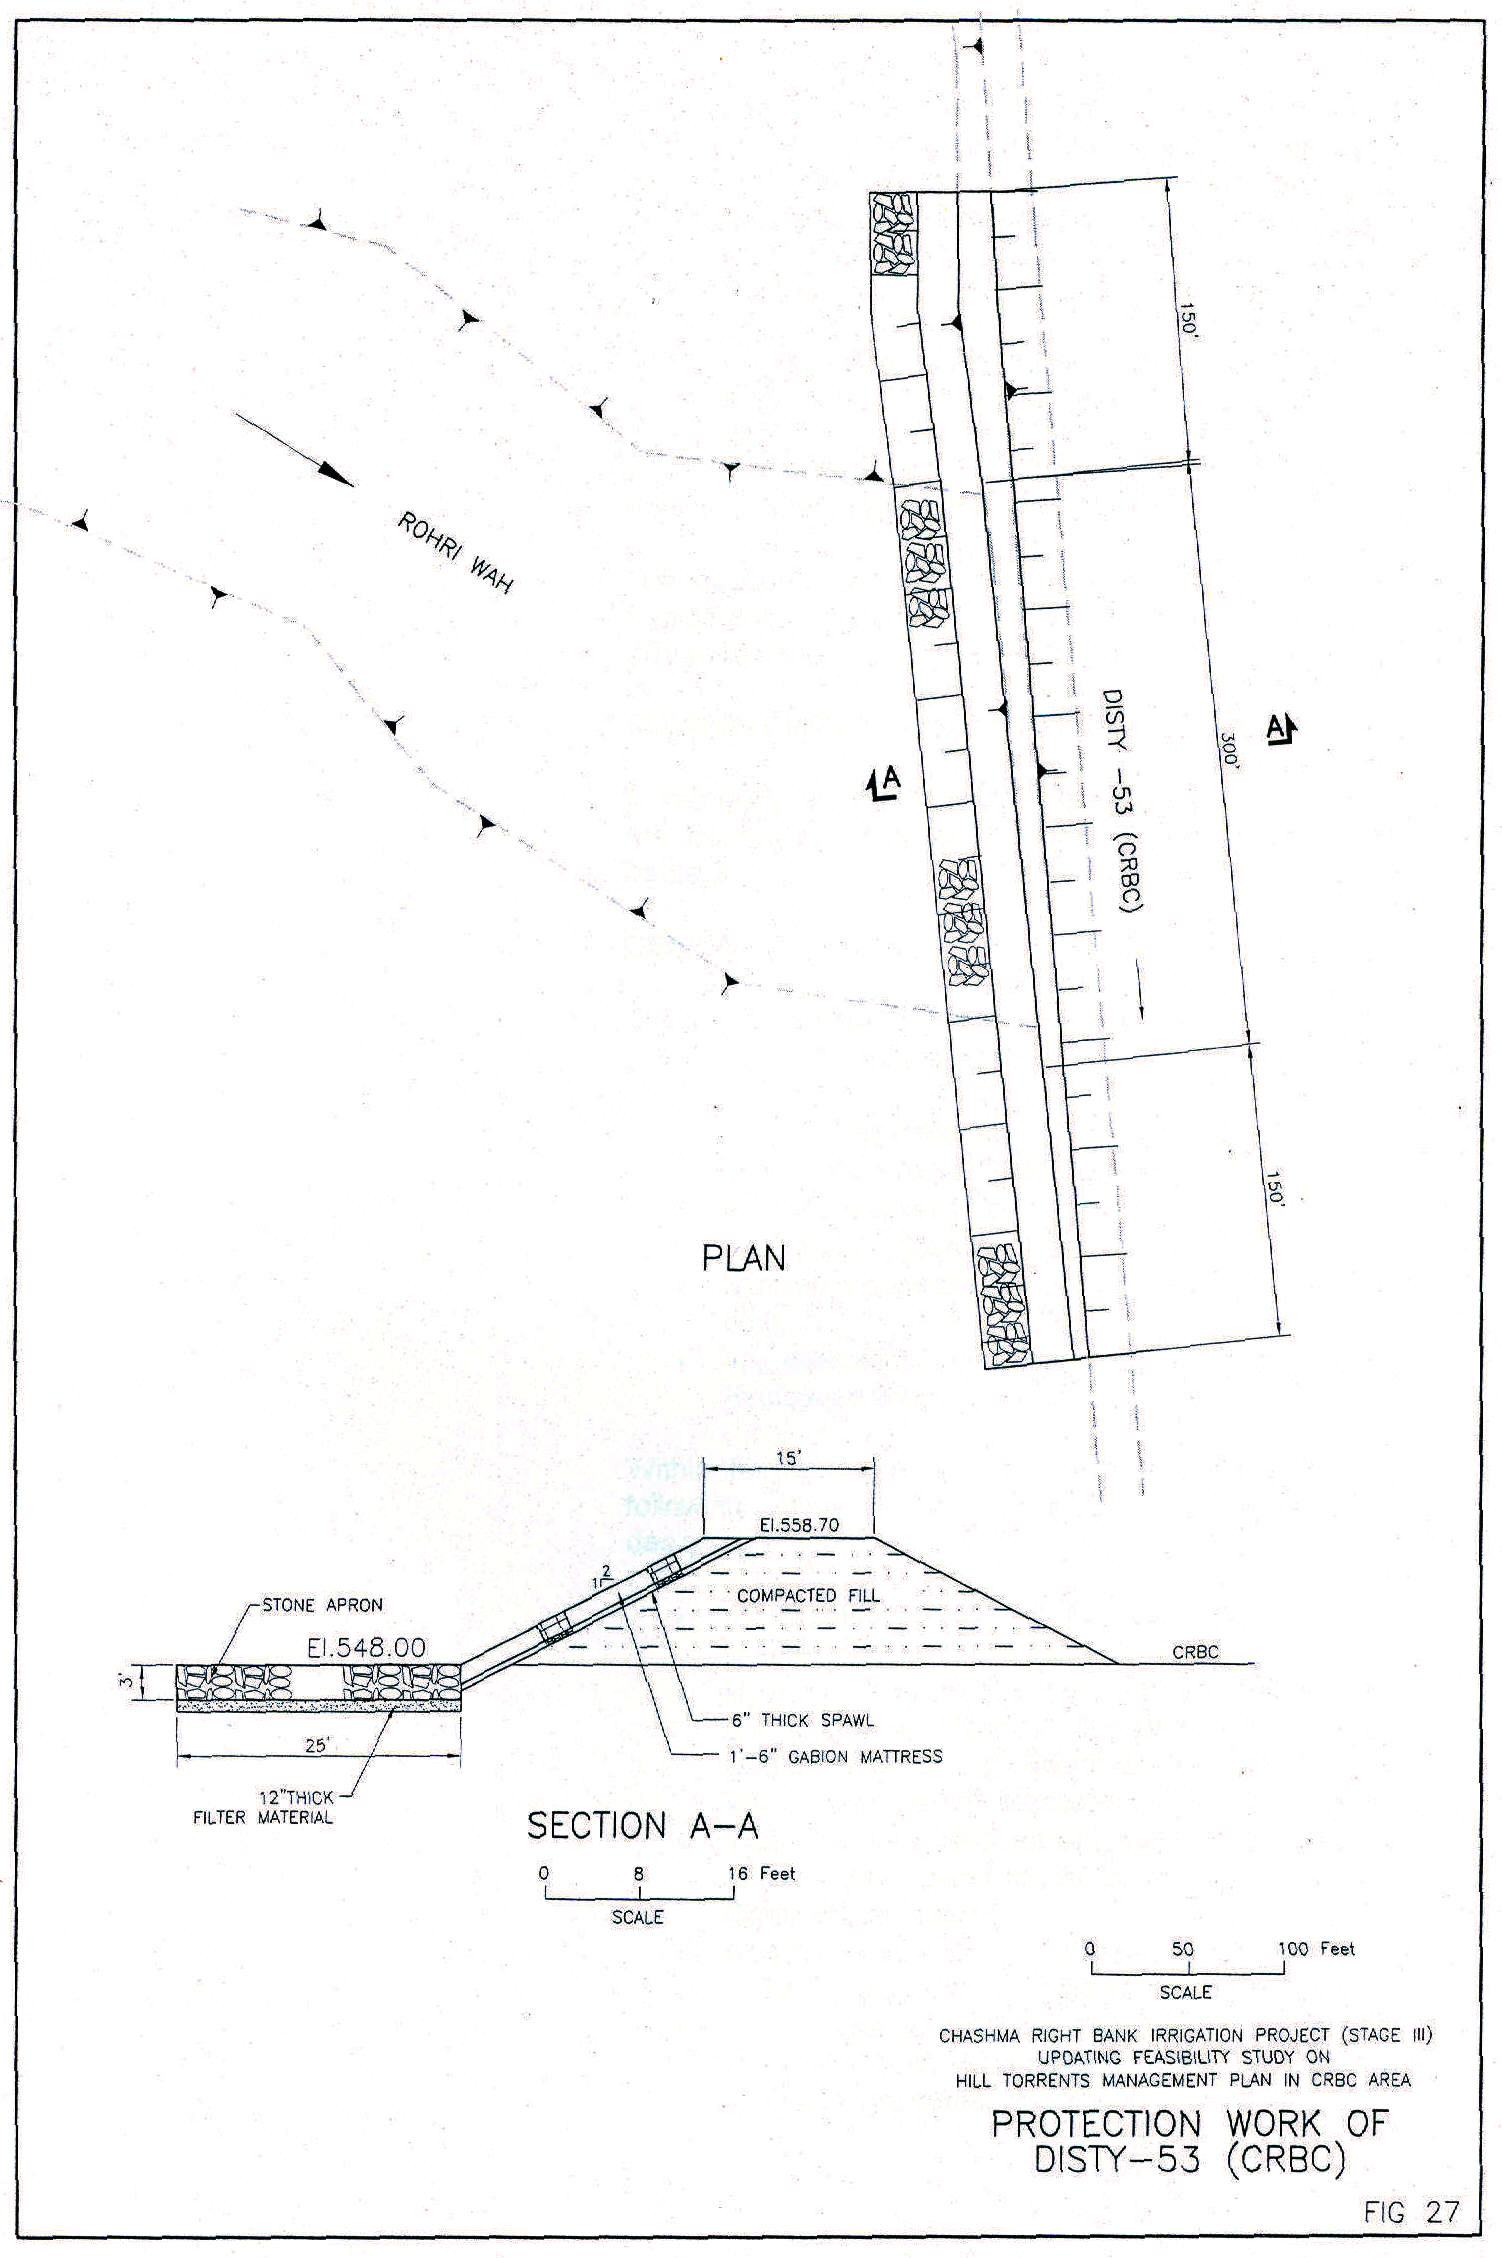 150'
ROHRI WAH
300'
A
A
DISTY -53 (CRBC)
150'
PLAN
15'
El.558.70
2
1
COMPACTED FILL
STONE APRON
El.548.00
CRBC
3'
6" THICK SPAWL
25'
1'-6" GABION MATTRESS
12"THICK
FILTER MATERIAL
SECTION A-A
0 8 16 Feet
SCALE
0 50 100 Feet
SCALE
CHASHMA RIGHT BANK IRRIGATION PROJECT (STAGE III)
UPDATING FEASIBILITY STUDY ON
HILL TORRENTS MANAGEMENT PLAN IN CRBC AREA
PROTECTION WORK OF
DISTY-53 (CRBC)
FIG 27